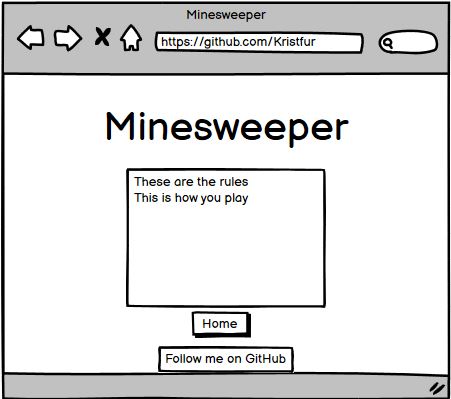 Minesweeper
https://github.com/Kristfur
Minesweeper
These are the rules
This is how you play
Home
Follow me on GitHub